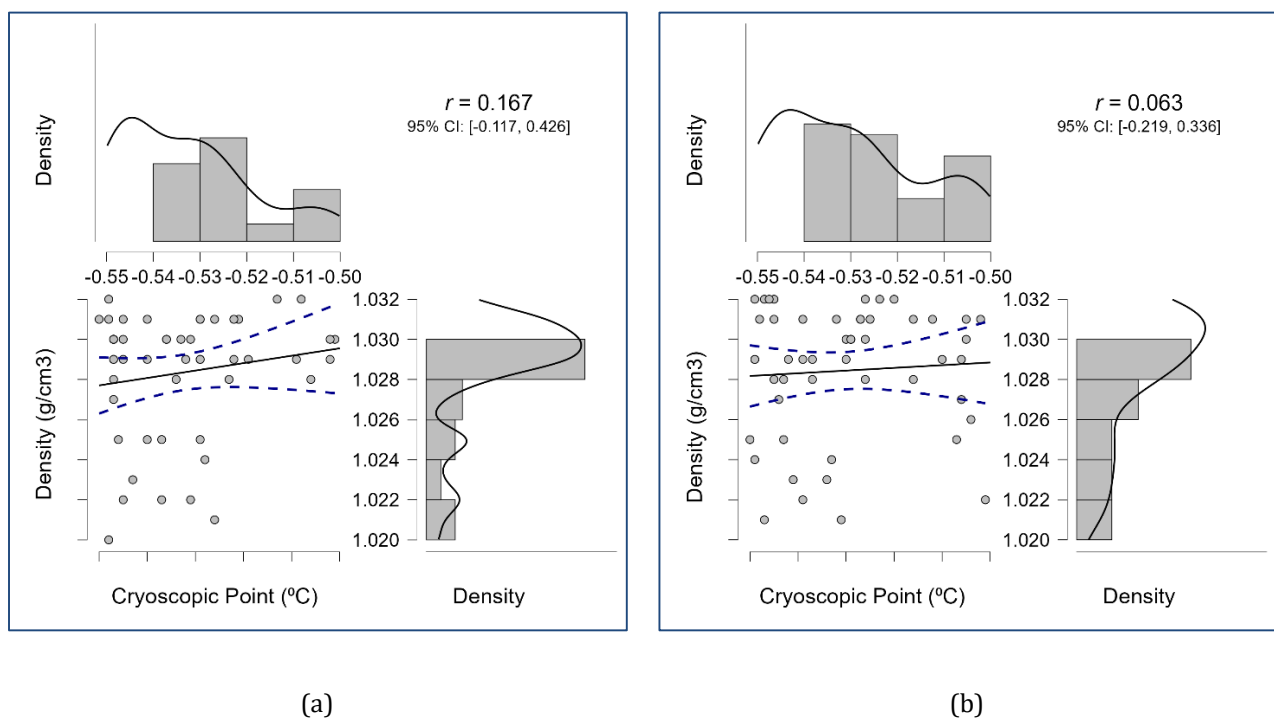 Density
r = 0.167
95% CI: [-0.117, 0.426]
-0.55 -0.54 -0.53 -0.52 -0.51 -0.50
Density (g/cm3)
1.032
1.030
1.028
1.026
1.024
1.022
1.020
Cryoscopic Point (ºC)
Density
(a)
Density
r = 0.063
95% CI: [-0.219, 0.336]
-0.55 -0.54 -0.53 -0.52 -0.51 -0.50
Density (g/cm3)
1.032
1.030
1.028
1.026
1.024
1.022
1.020
Cryoscopic Point (ºC)
Density
(b)